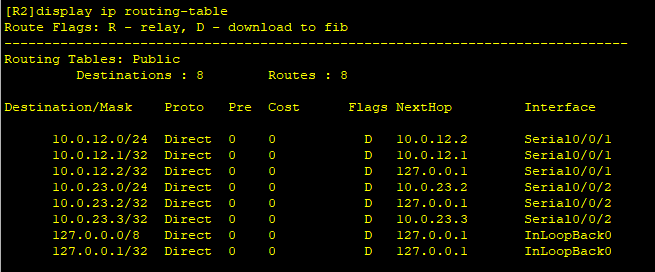 [R2]display ip routing-table
Route Flags: R - relay, D - download to fib
------------------------------------------------------------------------------
Routing Tables: Public
         Destinations : 8        Routes : 8

Destination/Mask    Proto   Pre  Cost         Flags NextHop         Interface

      10.0.12.0/24  Direct  0    0              D   10.0.12.2       Serial0/0/1
      10.0.12.1/32  Direct  0    0              D   10.0.12.1       Serial0/0/1
      10.0.12.2/32  Direct  0    0              D   127.0.0.1       Serial0/0/1
      10.0.23.0/24  Direct  0    0              D   10.0.23.2       Serial0/0/2
      10.0.23.2/32  Direct  0    0              D   127.0.0.1       Serial0/0/2
      10.0.23.3/32  Direct  0    0              D   10.0.23.3       Serial0/0/2
      127.0.0.0/8   Direct  0    0              D   127.0.0.1       InLoopBack0
      127.0.0.1/32  Direct  0    0              D   127.0.0.1       InLoopBack0